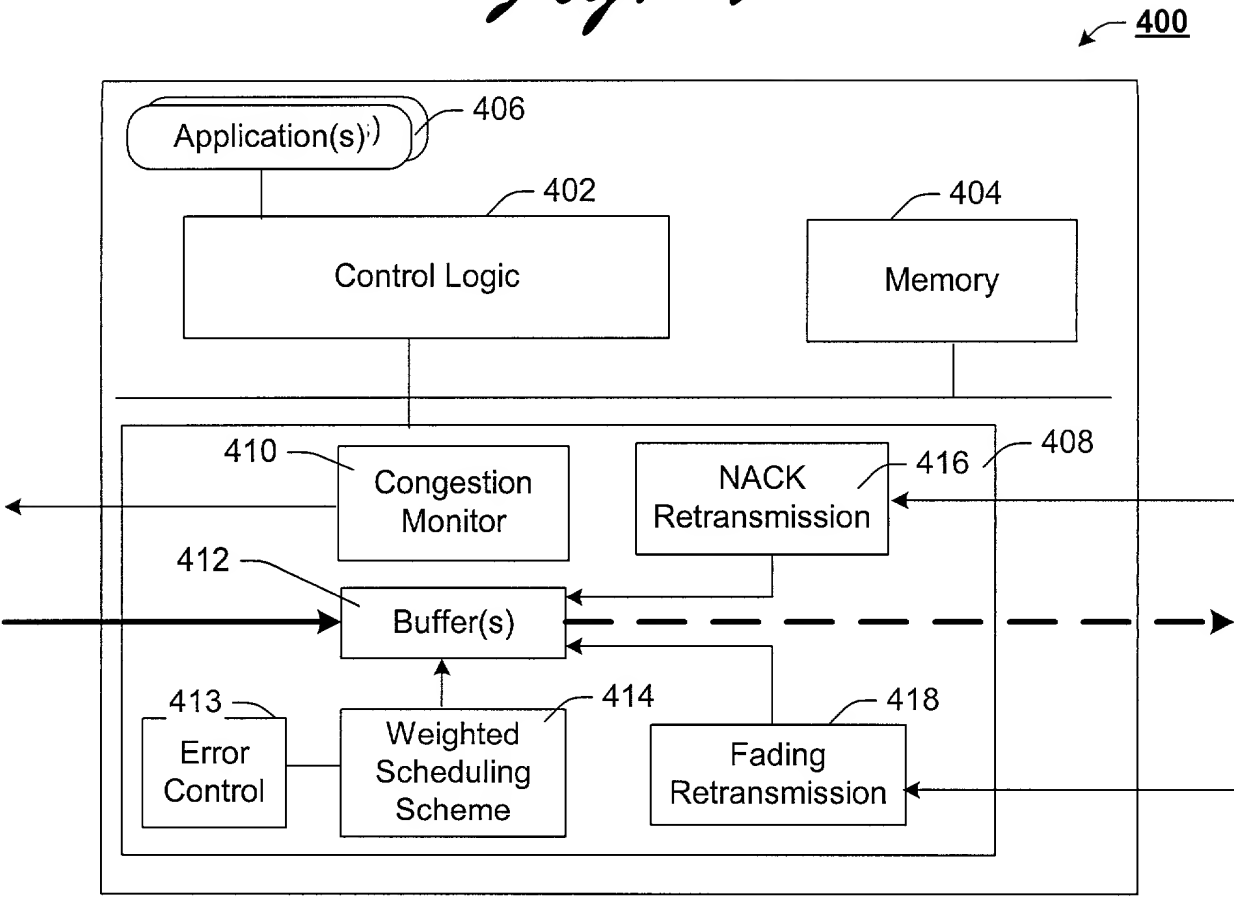 400
406
Application(s)
402
Control Logic
404
Memory
410
Congestion
Monitor
NACK
Retransmission
416
408
412
Buffer(s)
413
Error
Control
414
Weighted
Scheduling
Scheme
418
Fading
Retransmission